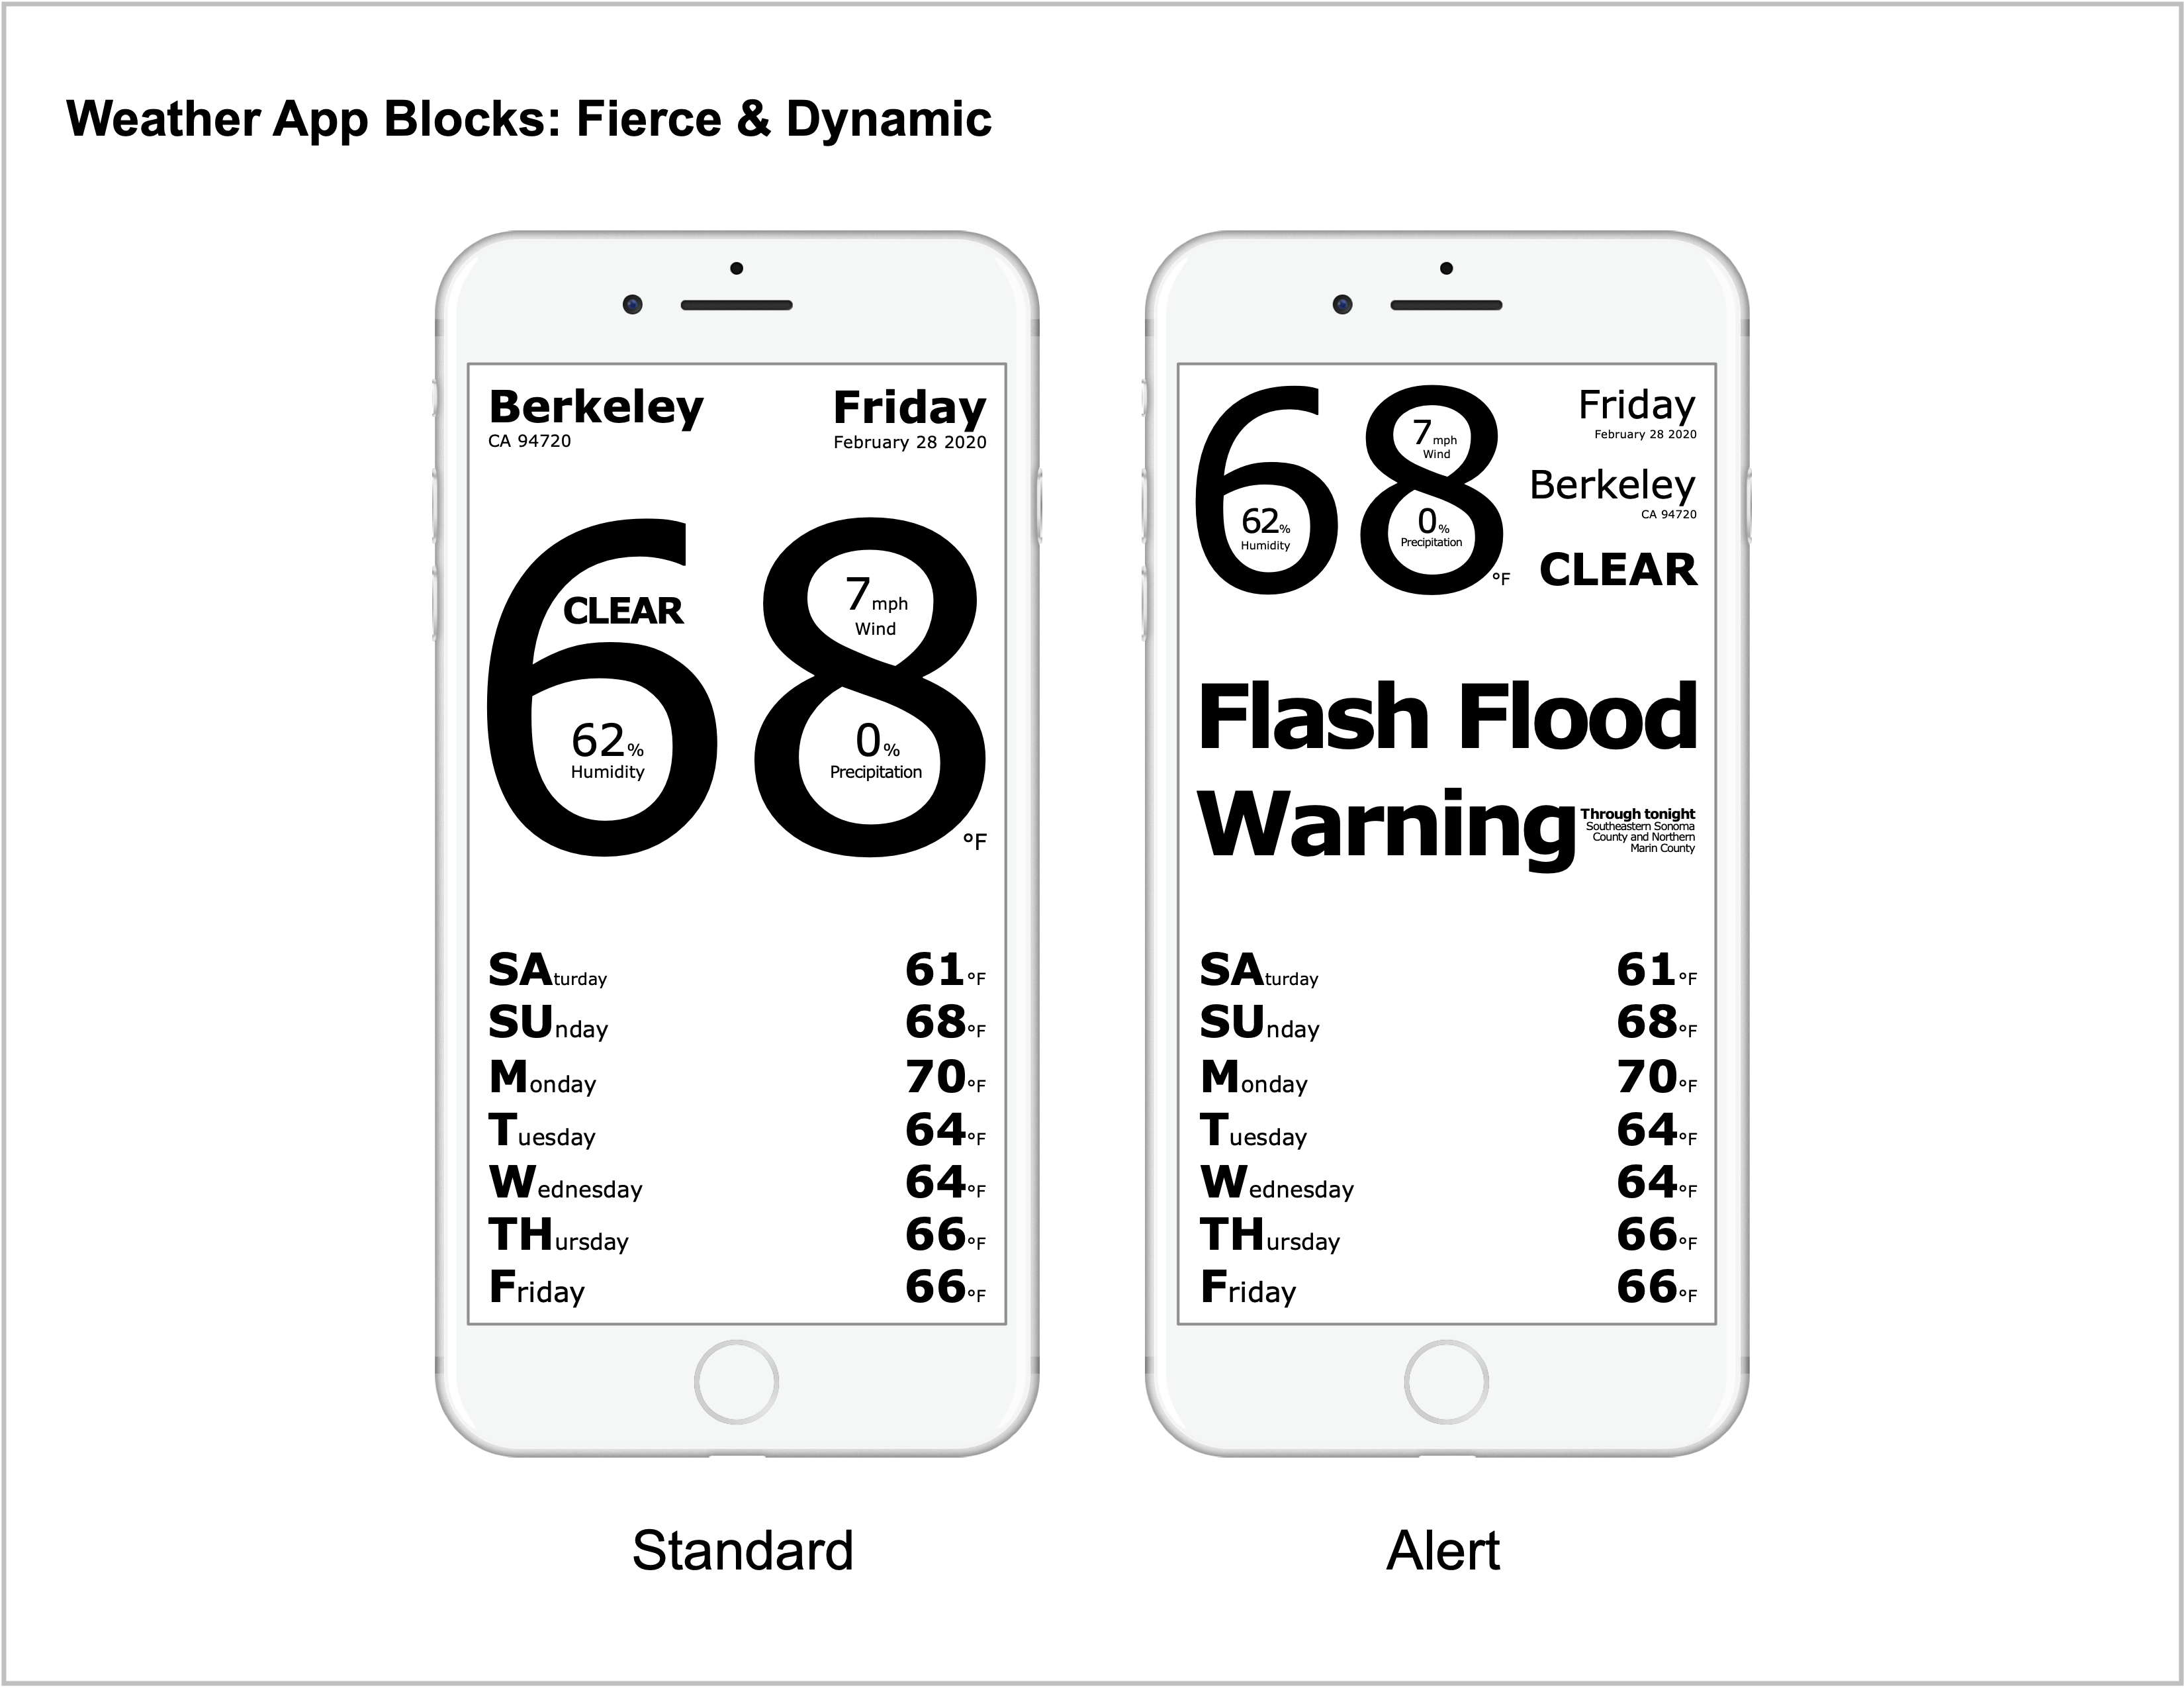 Weather App Blocks: Fierce & Dynamic
Berkeley
CA 94720
Friday
February 28 2020
68 °F
CLEAR
7 mph
Wind
62 %
Humidity
0 %
Precipitation
SAturday 61 °F
SUnday 68 °F
Monday 70 °F
Tuesday 64 °F
Wednesday 64 °F
THursday 66 °F
Friday 66 °F
Standard
68 °F
7 mph
Wind
62 %
Humidity
0 %
Precipitation
Friday
February 28 2020
Berkeley
CA 94720
CLEAR
Flash Flood
Warning
Through tonight
Southeastern Sonoma
County and Northern
Marin County
SAturday 61 °F
SUnday 68 °F
Monday 70 °F
Tuesday 64 °F
Wednesday 64 °F
THursday 66 °F
Friday 66 °F
Alert